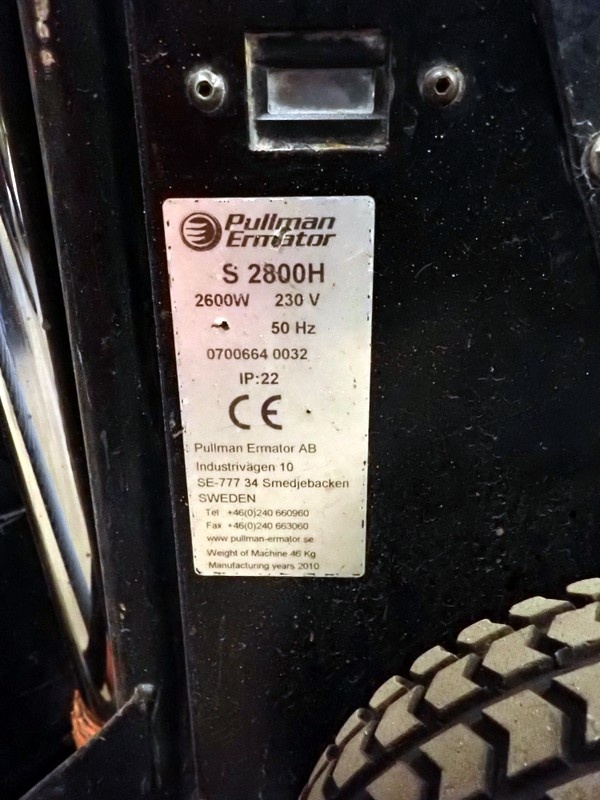 Pullman
Ermator
S 2800H
2600W 230 V
~ 50 Hz
0700664 0032
IP:22
CE
Pullman Ermator AB
Industrivägen 10
SE-777 34 Smedjebacken
SWEDEN
Tel +46(0)240 660960
Fax +46(0)240 663060
www.pullman-ermator.se
Weight of Machine 46 Kg
Manufacturing years 2010